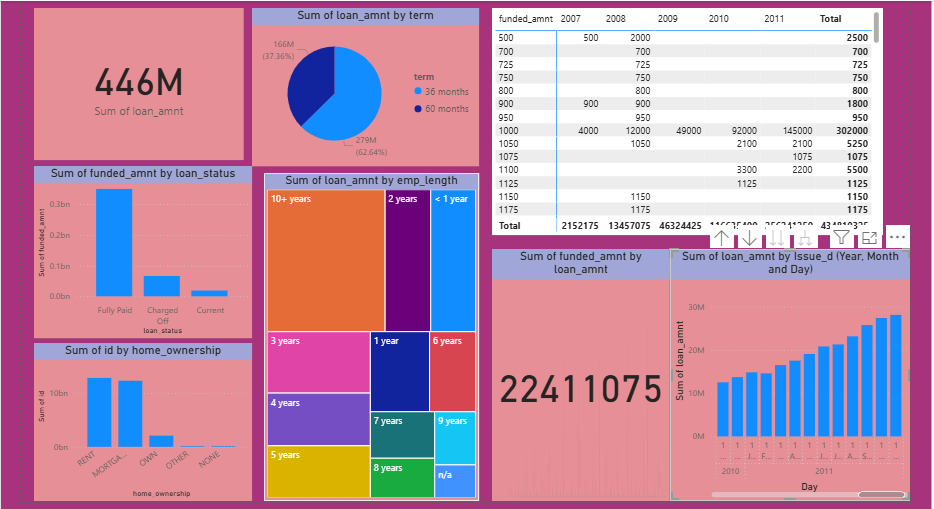 446M
Sum of loan_amnt
Sum of loan_amnt by term
166M
(37.36%)
279M
(62.64%)
term
36 months
60 months
funded_amnt 2007 2008 2009 2010 2011 Total
500 500 2000 2500
700 700 700
725 725 725
750 750 750
800 800 800
900 900 900 1800
950 950 950
1000 4000 12000 49000 92000 145000 302000
1050 1050 2100 2100 5250
1075 1075 1075
1100 3300 2200 5500
1125 1125 1125
1150 1150 1150
1175 1175 1175
Total 2152175 13457075 46324425
Sum of funded_amnt by loan_status
Sum of funded_amnt
0.3bn
0.2bn
0.1bn
0.0bn
Fully Paid
Charged
Off
Current
loan_status
Sum of id by home_ownership
Sum of id
10bn
0bn
RENT
MORTGA...
OWN
OTHER
NONE
home_ownership
Sum of loan_amnt by emp_length
10+ years
2 years
< 1 year
3 years
1 year
6 years
4 years
7 years
9 years
5 years
8 years
n/a
Sum of funded_amnt by
loan_amnt
22411075
Sum of loan_amnt by Issue_d (Year, Month
and Day)
Sum of loan_amnt
30M
20M
10M
0M
1 1 1 1 1 1 1 1 1 1 1 1 1
... ... J... F... ... A... ... J... ... A... S... ... ...
2010 2011
Day